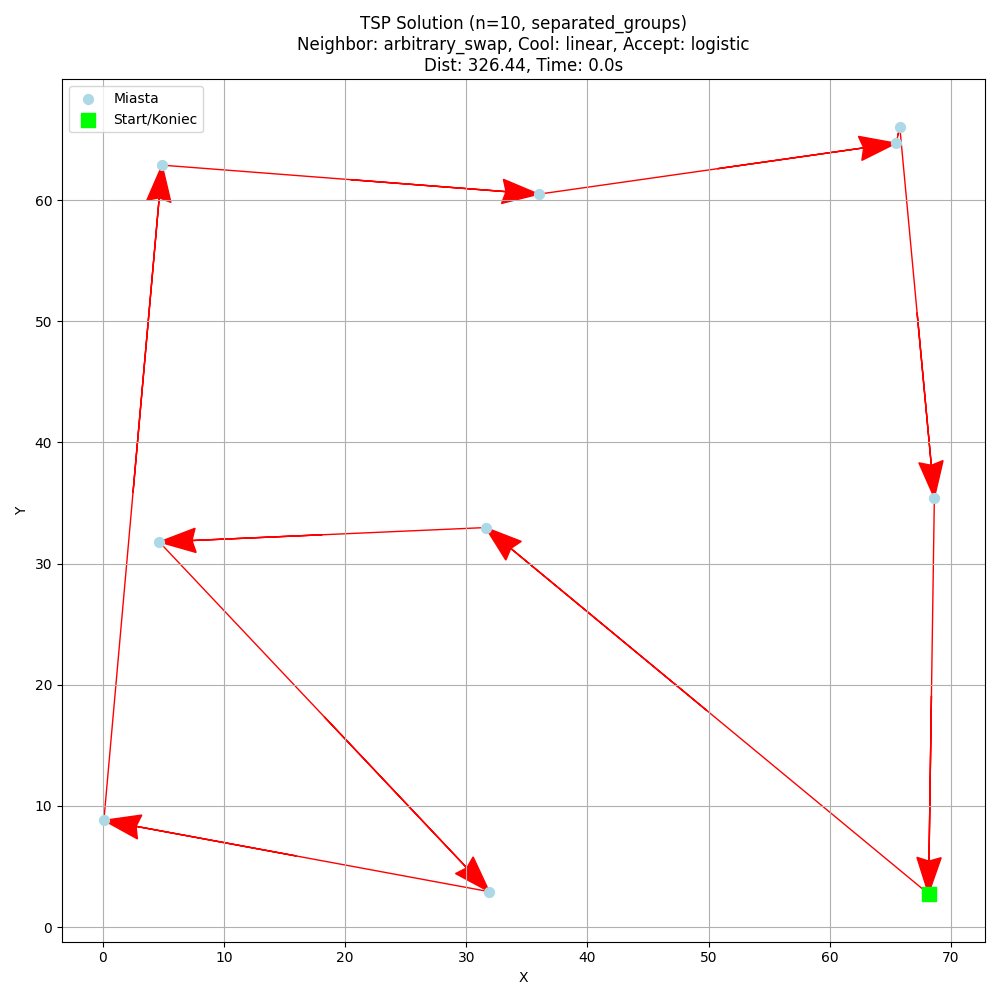 TSP Solution (n=10, separated_groups)
Neighbor: arbitrary_swap, Cool: linear, Accept: logistic
Dist: 326.44, Time: 0.0s
Miasta
Start/Koniec
60
50
40
30
20
10
0
Y
0 10 20 30 40 50 60 70
X